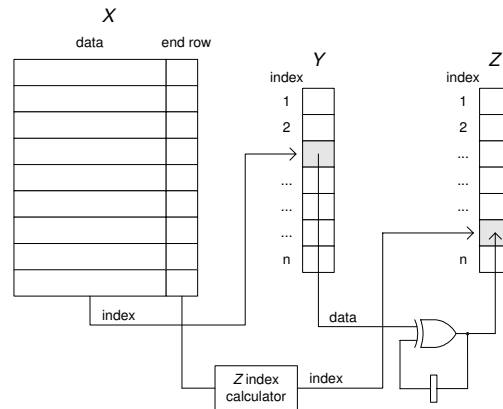 X
data end row
Y
index
1
2
...
...
...
...
n
Z
index
1
2
...
...
...
...
n
index
data
Z index
calculator
index